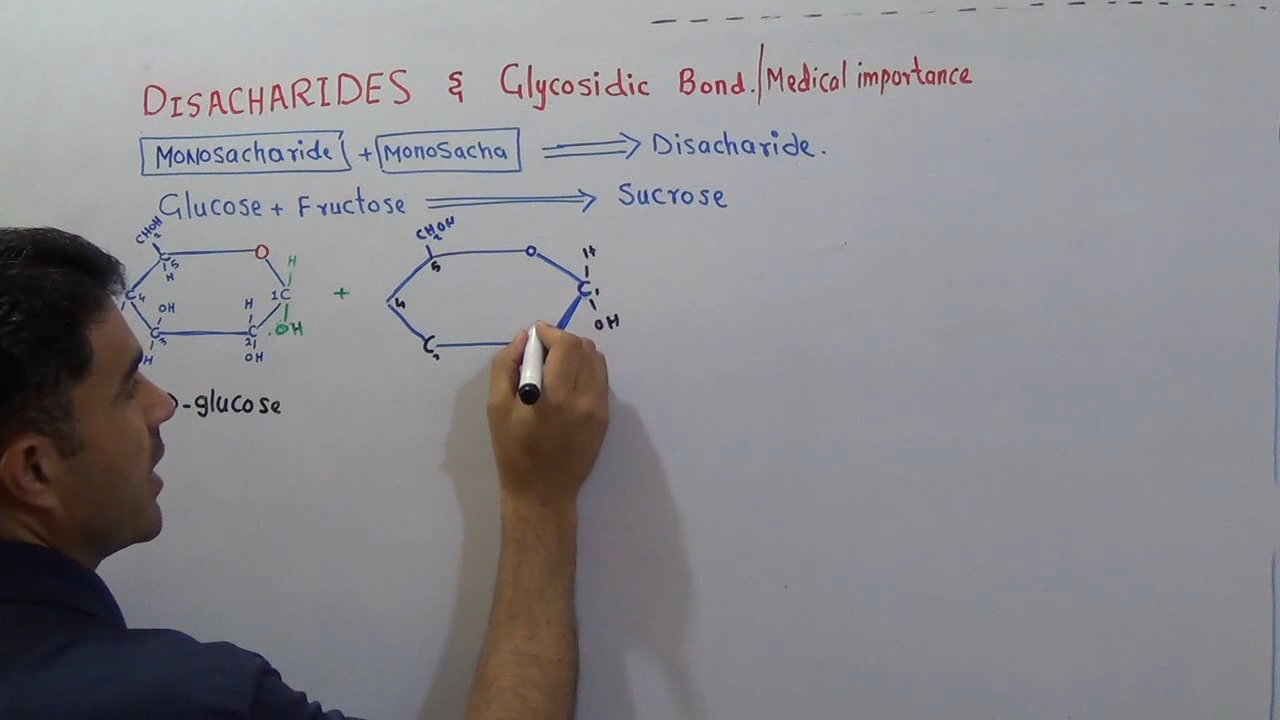 DISACHARIDES & Glycosidic Bond./Medical importance
Monosacharide + MonoSacha ⟹ Disacharide.
Glucose + Fructose ⟹ Sucrose
CH2OH O CH2OH O H
C5 H H 5 C1
C4 OH H 1C + 4 OH
C3 C2 OH C3
H OH
D-glucose